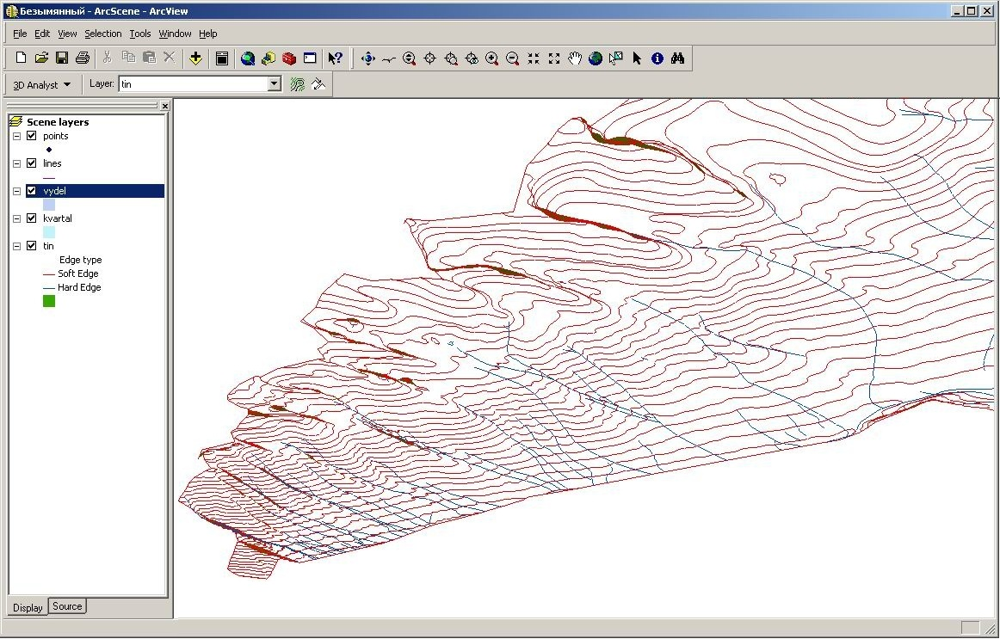 Безымянный - ArcScene - ArcView
File Edit View Selection Tools Window Help
3D Analyst Layer: tin
Scene layers
points
lines
vydel
kvartal
tin
Edge type
Soft Edge
Hard Edge
Display Source